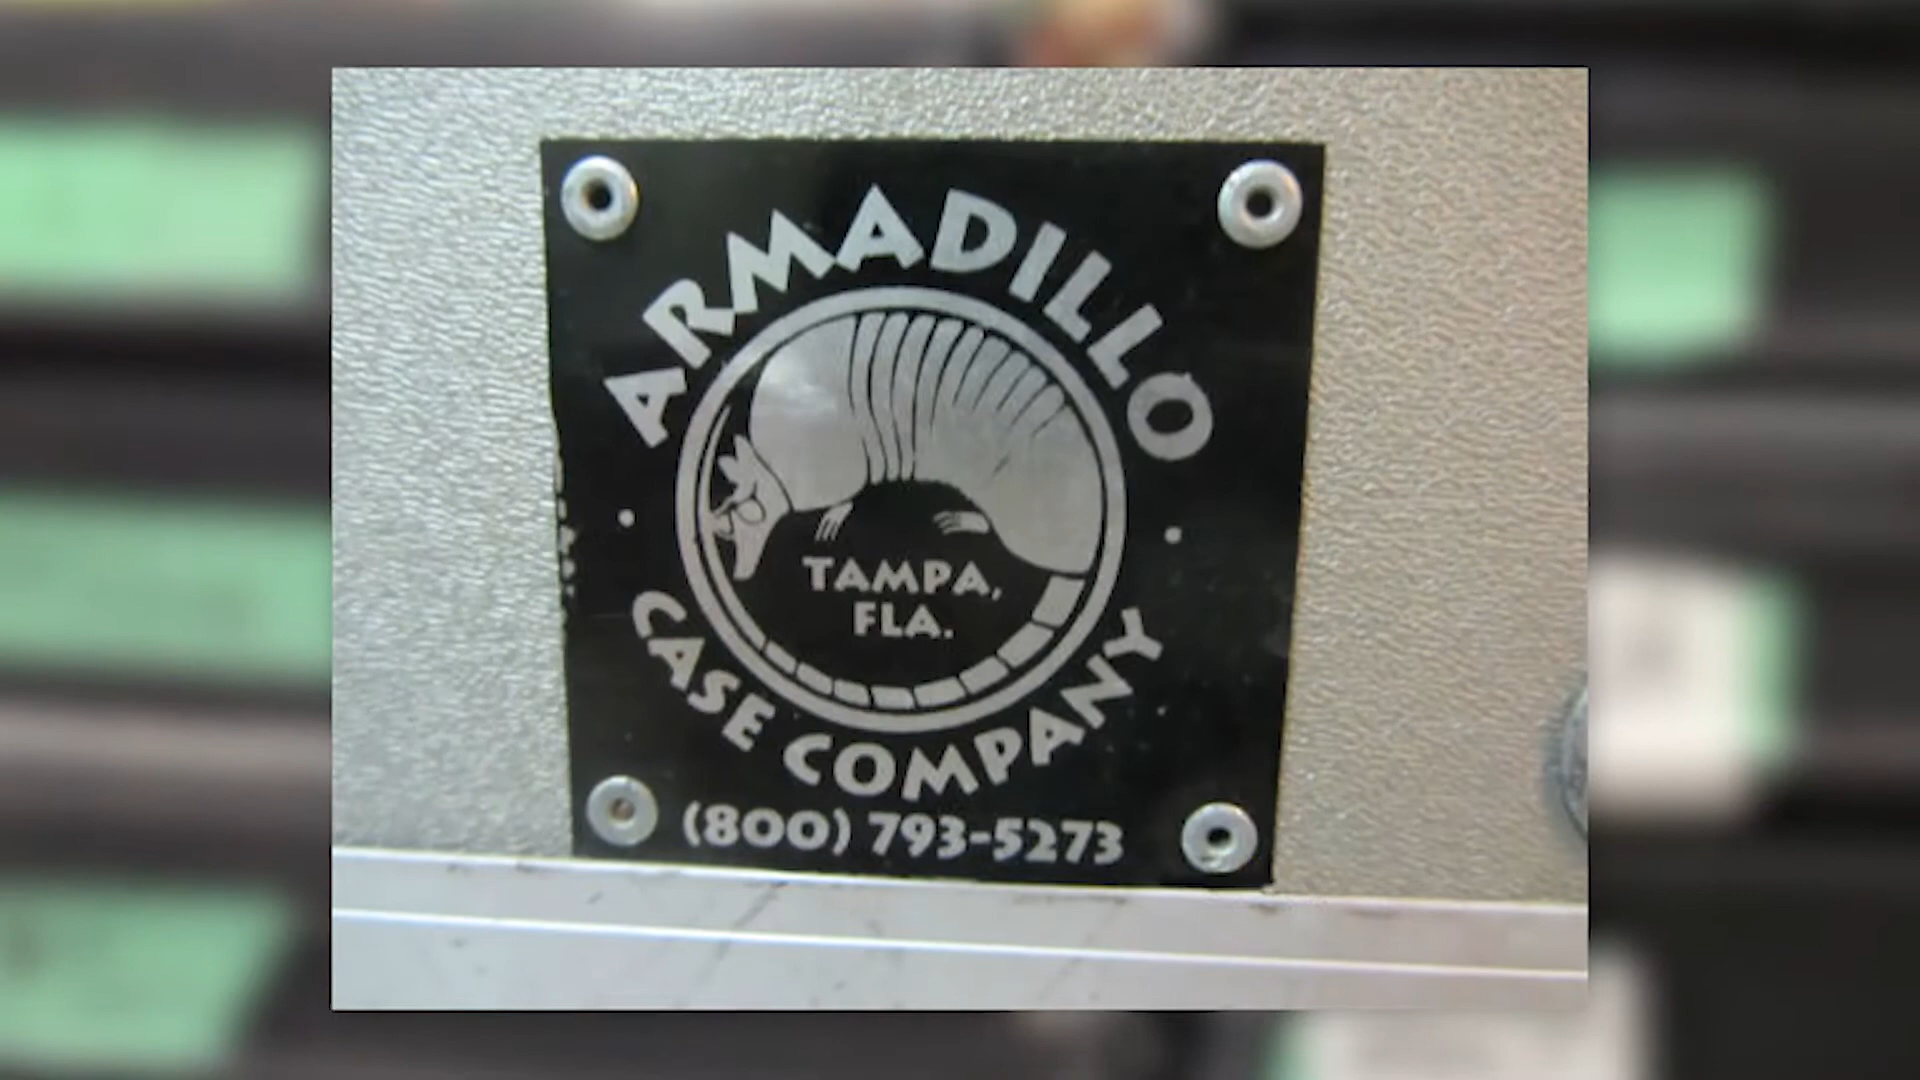 ARMADILLO
TAMPA,
FLA.
CASE COMPANY
(800) 793-5273